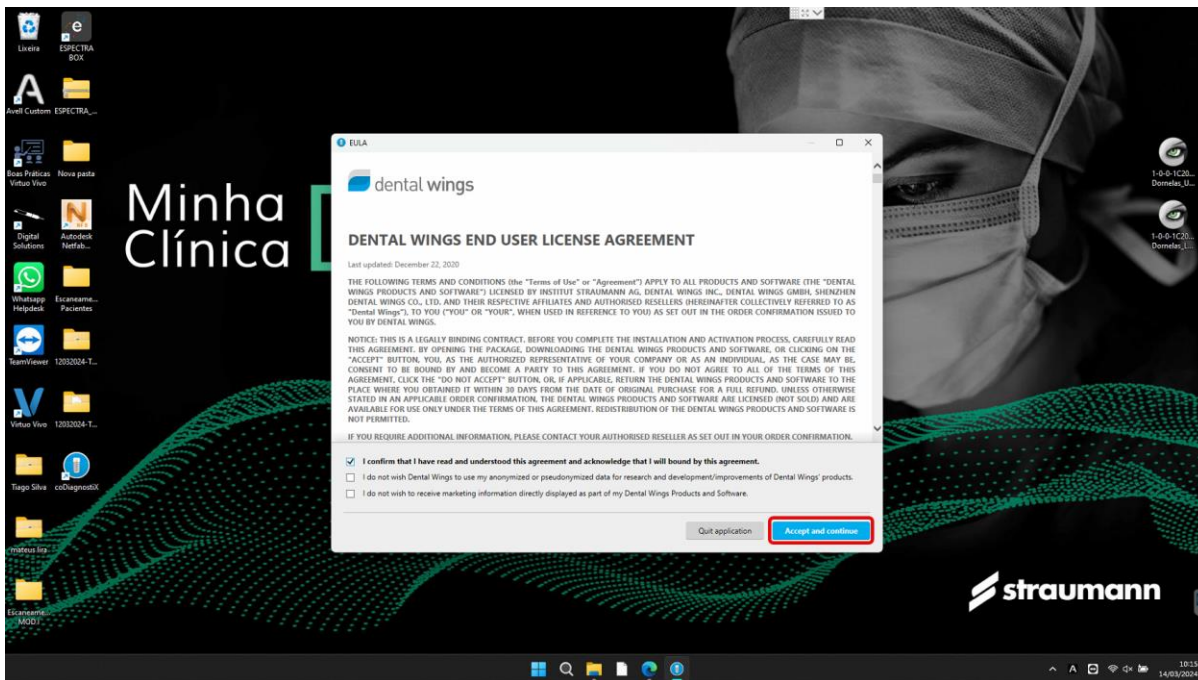 Lixeira
ESPECTRA
BOX
Avell Custom
ESPECTRA_...
Boas Práticas
Virtuo Vivo
Nova pasta
Digital
Solutions
Autodesk
Netfab...
Whatsapp
Helpdesk
Escaneame...
Pacientes
TeamViewer
12032024-T...
Virtuo Vivo
12032024-T...
Tiago Silva
coDiagnostiX
mateus lira
Escaneame...
MODJ
Minha
Clínica
EULA
dental wings
DENTAL WINGS END USER LICENSE AGREEMENT
Last updated: December 22, 2020
THE FOLLOWING TERMS AND CONDITIONS (the "Terms of Use" or "Agreement") APPLY TO ALL PRODUCTS AND SOFTWARE (THE "DENTAL
WINGS PRODUCTS AND SOFTWARE") LICENSED BY INSTITUT STRAUMANN AG, DENTAL WINGS INC., DENTAL WINGS GMBH, SHENZHEN
DENTAL WINGS CO., LTD. AND THEIR RESPECTIVE AFFILIATES AND AUTHORISED RESELLERS (HEREINAFTER COLLECTIVELY REFERRED TO AS
"Dental Wings"), TO YOU ("YOU" OR "YOUR", WHEN USED IN REFERENCE TO YOU) AS SET OUT IN THE ORDER CONFIRMATION ISSUED TO
YOU BY DENTAL WINGS.
NOTICE: THIS IS A LEGALLY BINDING CONTRACT. BEFORE YOU COMPLETE THE INSTALLATION AND ACTIVATION PROCESS, CAREFULLY READ
THIS AGREEMENT. BY OPENING THE PACKAGE, DOWNLOADING THE DENTAL WINGS PRODUCTS AND SOFTWARE, OR CLICKING ON THE
"ACCEPT" BUTTON, YOU, AS THE AUTHORIZED REPRESENTATIVE OF YOUR COMPANY OR AS AN INDIVIDUAL, AS THE CASE MAY BE,
CONSENT TO BE BOUND BY AND BECOME A PARTY TO THIS AGREEMENT. IF YOU DO NOT AGREE TO ALL OF THE TERMS OF THIS
AGREEMENT, CLICK THE "DO NOT ACCEPT" BUTTON, OR, IF APPLICABLE, RETURN THE DENTAL WINGS PRODUCTS AND SOFTWARE TO THE
PLACE WHERE YOU OBTAINED IT WITHIN 30 DAYS FROM THE DATE OF ORIGINAL PURCHASE FOR A FULL REFUND. UNLESS OTHERWISE
STATED IN AN APPLICABLE ORDER CONFIRMATION, THE DENTAL WINGS PRODUCTS AND SOFTWARE ARE LICENSED (NOT SOLD) AND ARE
AVAILABLE FOR USE ONLY UNDER THE TERMS OF THIS AGREEMENT. REDISTRIBUTION OF THE DENTAL WINGS PRODUCTS AND SOFTWARE IS
NOT PERMITTED.
IF YOU REQUIRE ADDITIONAL INFORMATION, PLEASE CONTACT YOUR AUTHORISED RESELLER AS SET OUT IN YOUR ORDER CONFIRMATION.
I confirm that I have read and understood this agreement and acknowledge that I will bound by this agreement.
I do not wish Dental Wings to use my anonymized or pseudonymized data for research and development/improvements of Dental Wings' products.
I do not wish to receive marketing information directly displayed as part of my Dental Wings Products and Software.
Quit application
Accept and continue
1-0-0-1C20...
Dornelas_U...
1-0-0-1C20...
Dornelas_L...
straumann
10:15
14/03/2024